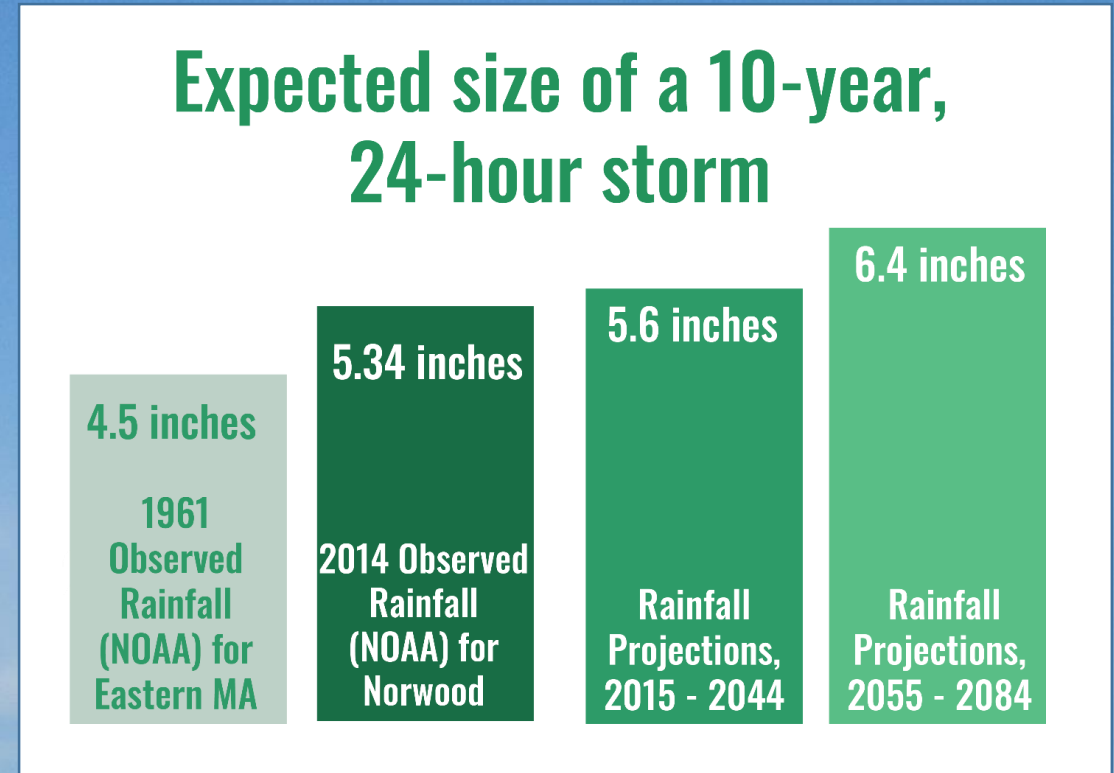 Expected size of a 10-year,
24-hour storm
4.5 inches
1961
Observed
Rainfall
(NOAA) for
Eastern MA
5.34 inches
2014 Observed
Rainfall
(NOAA) for
Norwood
5.6 inches
Rainfall
Projections,
2015 - 2044
6.4 inches
Rainfall
Projections,
2055 - 2084